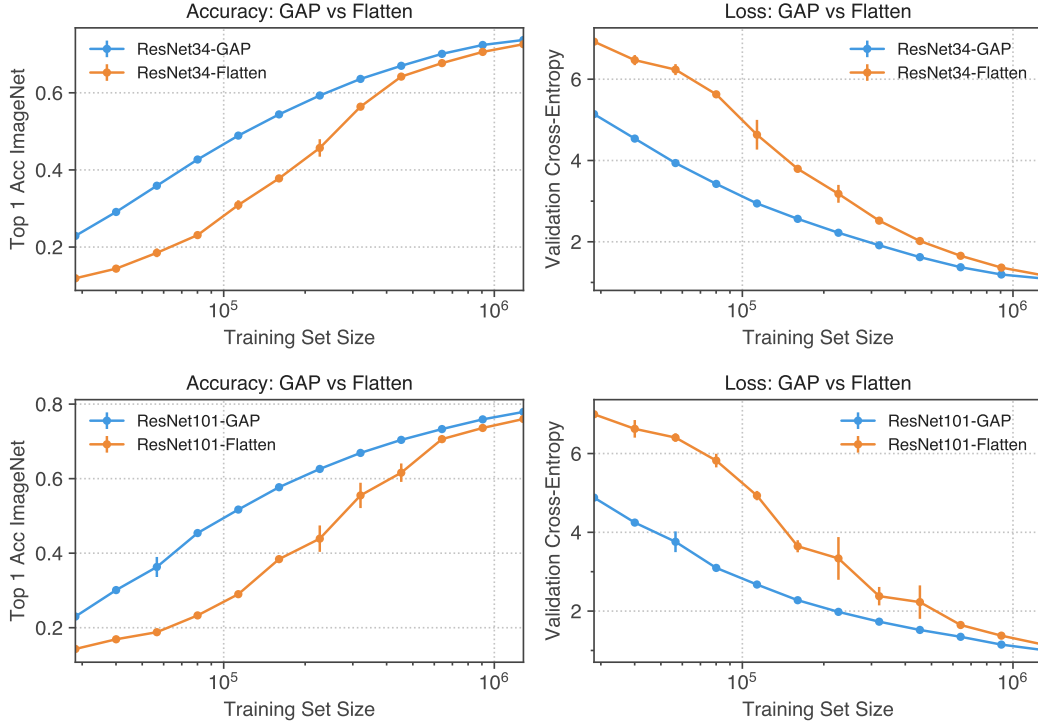 Accuracy: GAP vs Flatten
Top 1 Acc ImageNet
0.6
0.4
0.2
ResNet34-GAP
ResNet34-Flatten
10⁵
10⁶
Training Set Size
Loss: GAP vs Flatten
Validation Cross-Entropy
6
4
2
ResNet34-GAP
ResNet34-Flatten
10⁵
10⁶
Training Set Size
Accuracy: GAP vs Flatten
Top 1 Acc ImageNet
0.8
0.6
0.4
0.2
ResNet101-GAP
ResNet101-Flatten
10⁵
10⁶
Training Set Size
Loss: GAP vs Flatten
Validation Cross-Entropy
6
4
2
ResNet101-GAP
ResNet101-Flatten
10⁵
10⁶
Training Set Size